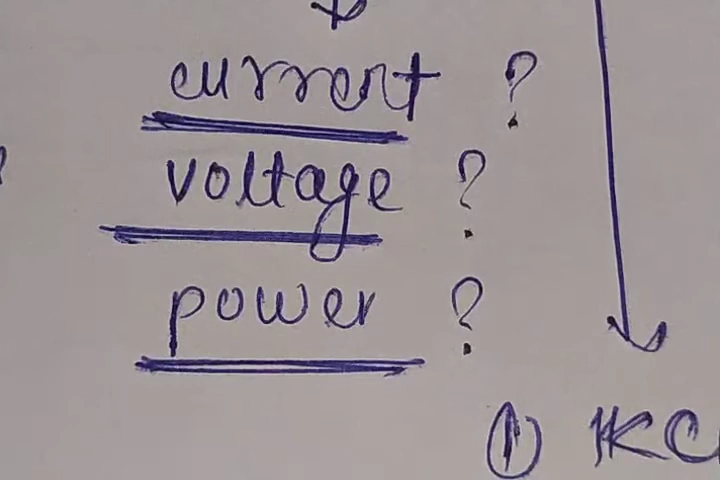 current ?
voltage ?
power ?
① KC